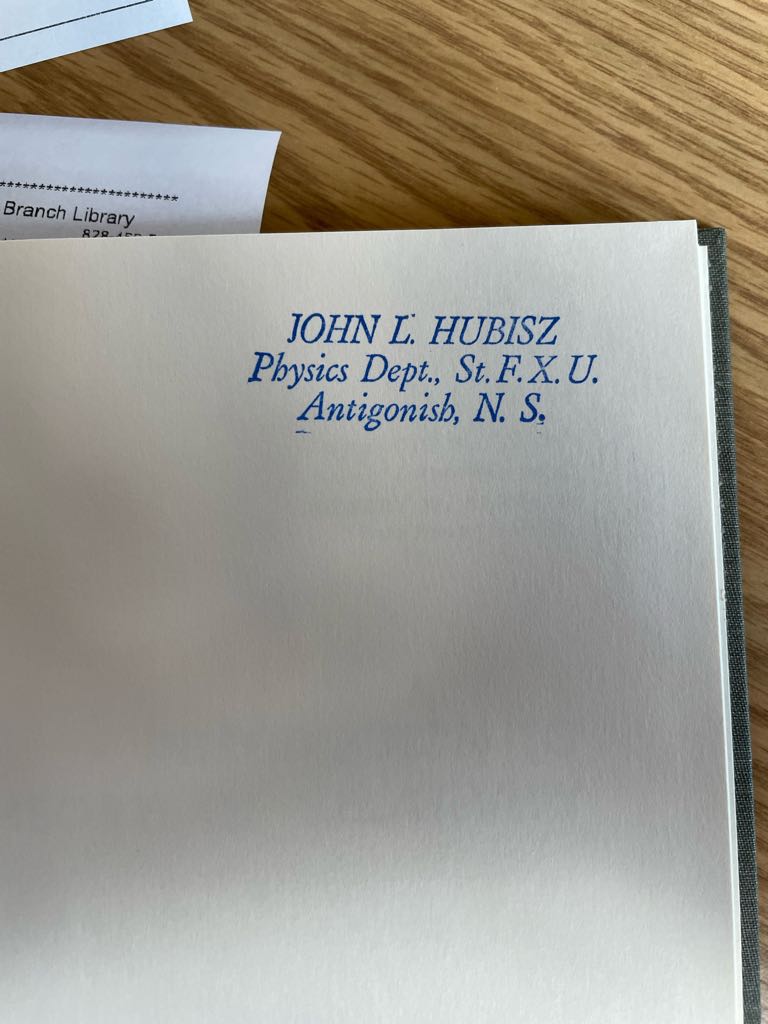 ***********************
Branch Library
JOHN L. HUBISZ
Physics Dept., St. F. X. U.
Antigonish, N. S.